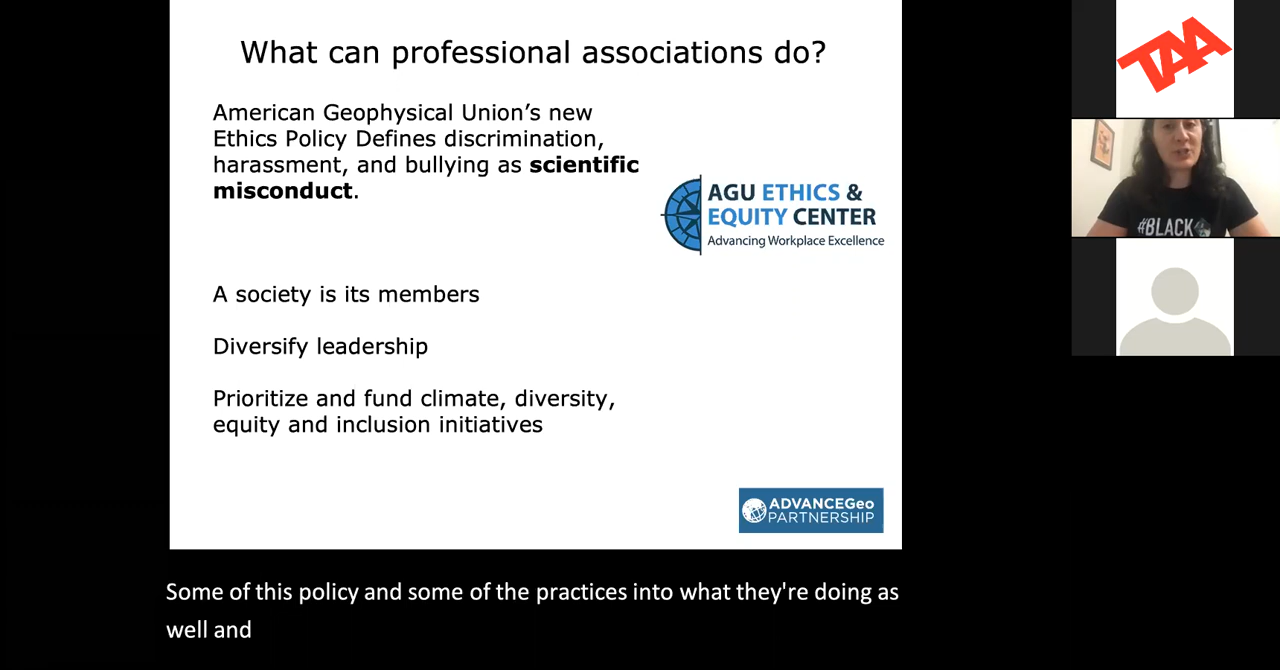 What can professional associations do?
American Geophysical Union’s new
Ethics Policy Defines discrimination,
harassment, and bullying as scientific
misconduct.
AGU ETHICS &
EQUITY CENTER
Advancing Workplace Excellence
A society is its members
Diversify leadership
Prioritize and fund climate, diversity,
equity and inclusion initiatives
ADVANCEGeo
PARTNERSHIP
TAA
#BLACK
Some of this policy and some of the practices into what they're doing as
well and